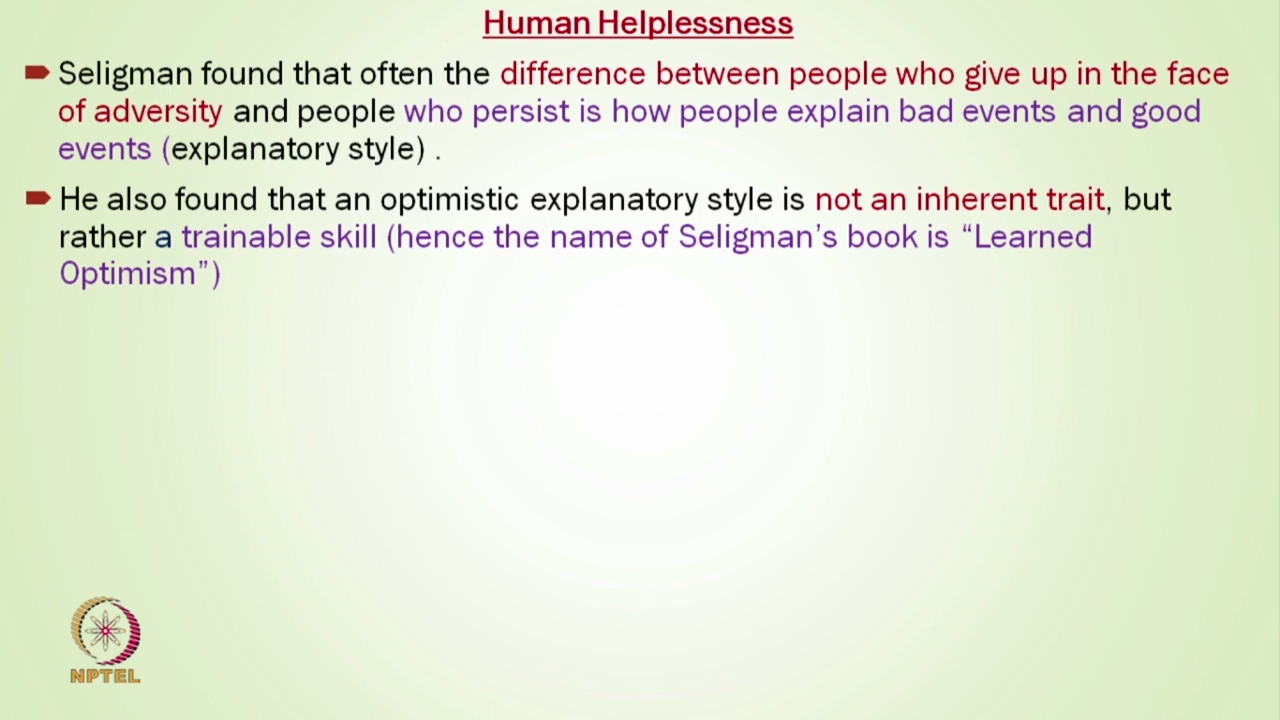 Human Helplessness
Seligman found that often the difference between people who give up in the face
of adversity and people who persist is how people explain bad events and good
events (explanatory style) .
He also found that an optimistic explanatory style is not an inherent trait, but
rather a trainable skill (hence the name of Seligman's book is “Learned
Optimism”)
NPTEL